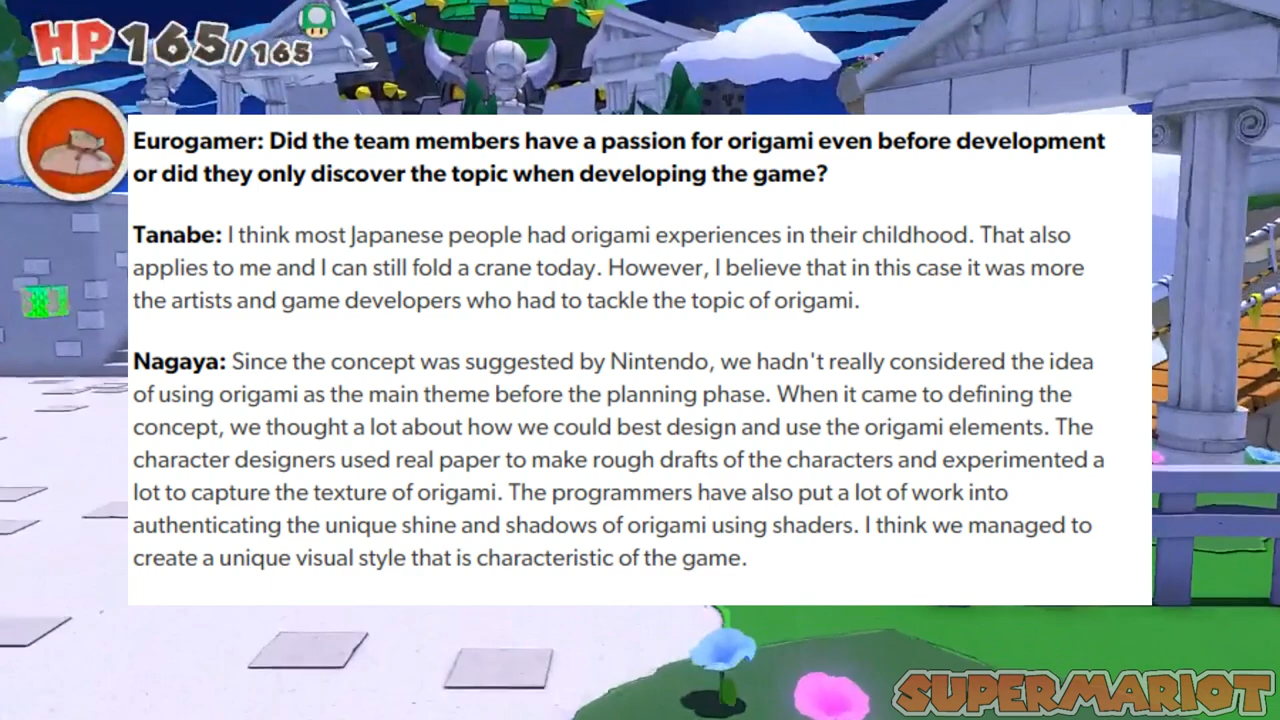 HP 165/165
Eurogamer: Did the team members have a passion for origami even before development
or did they only discover the topic when developing the game?
Tanabe: I think most Japanese people had origami experiences in their childhood. That also
applies to me and I can still fold a crane today. However, I believe that in this case it was more
the artists and game developers who had to tackle the topic of origami.
Nagaya: Since the concept was suggested by Nintendo, we hadn't really considered the idea
of using origami as the main theme before the planning phase. When it came to defining the
concept, we thought a lot about how we could best design and use the origami elements. The
character designers used real paper to make rough drafts of the characters and experimented a
lot to capture the texture of origami. The programmers have also put a lot of work into
authenticating the unique shine and shadows of origami using shaders. I think we managed to
create a unique visual style that is characteristic of the game.
SUPERMARIOT